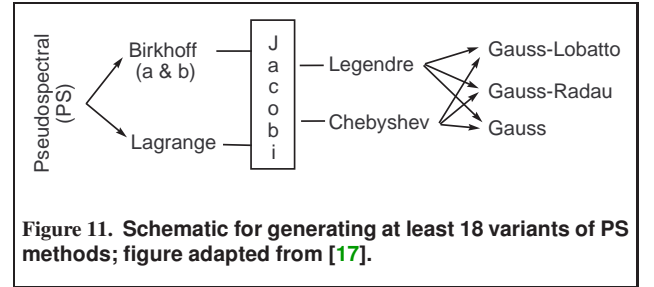 Pseudospectral
(PS)
Birkhoff
(a & b)
Lagrange
J
a
c
o
b
i
Legendre
Chebyshev
Gauss-Lobatto
Gauss-Radau
Gauss
Figure 11. Schematic for generating at least 18 variants of PS
methods; figure adapted from [17].